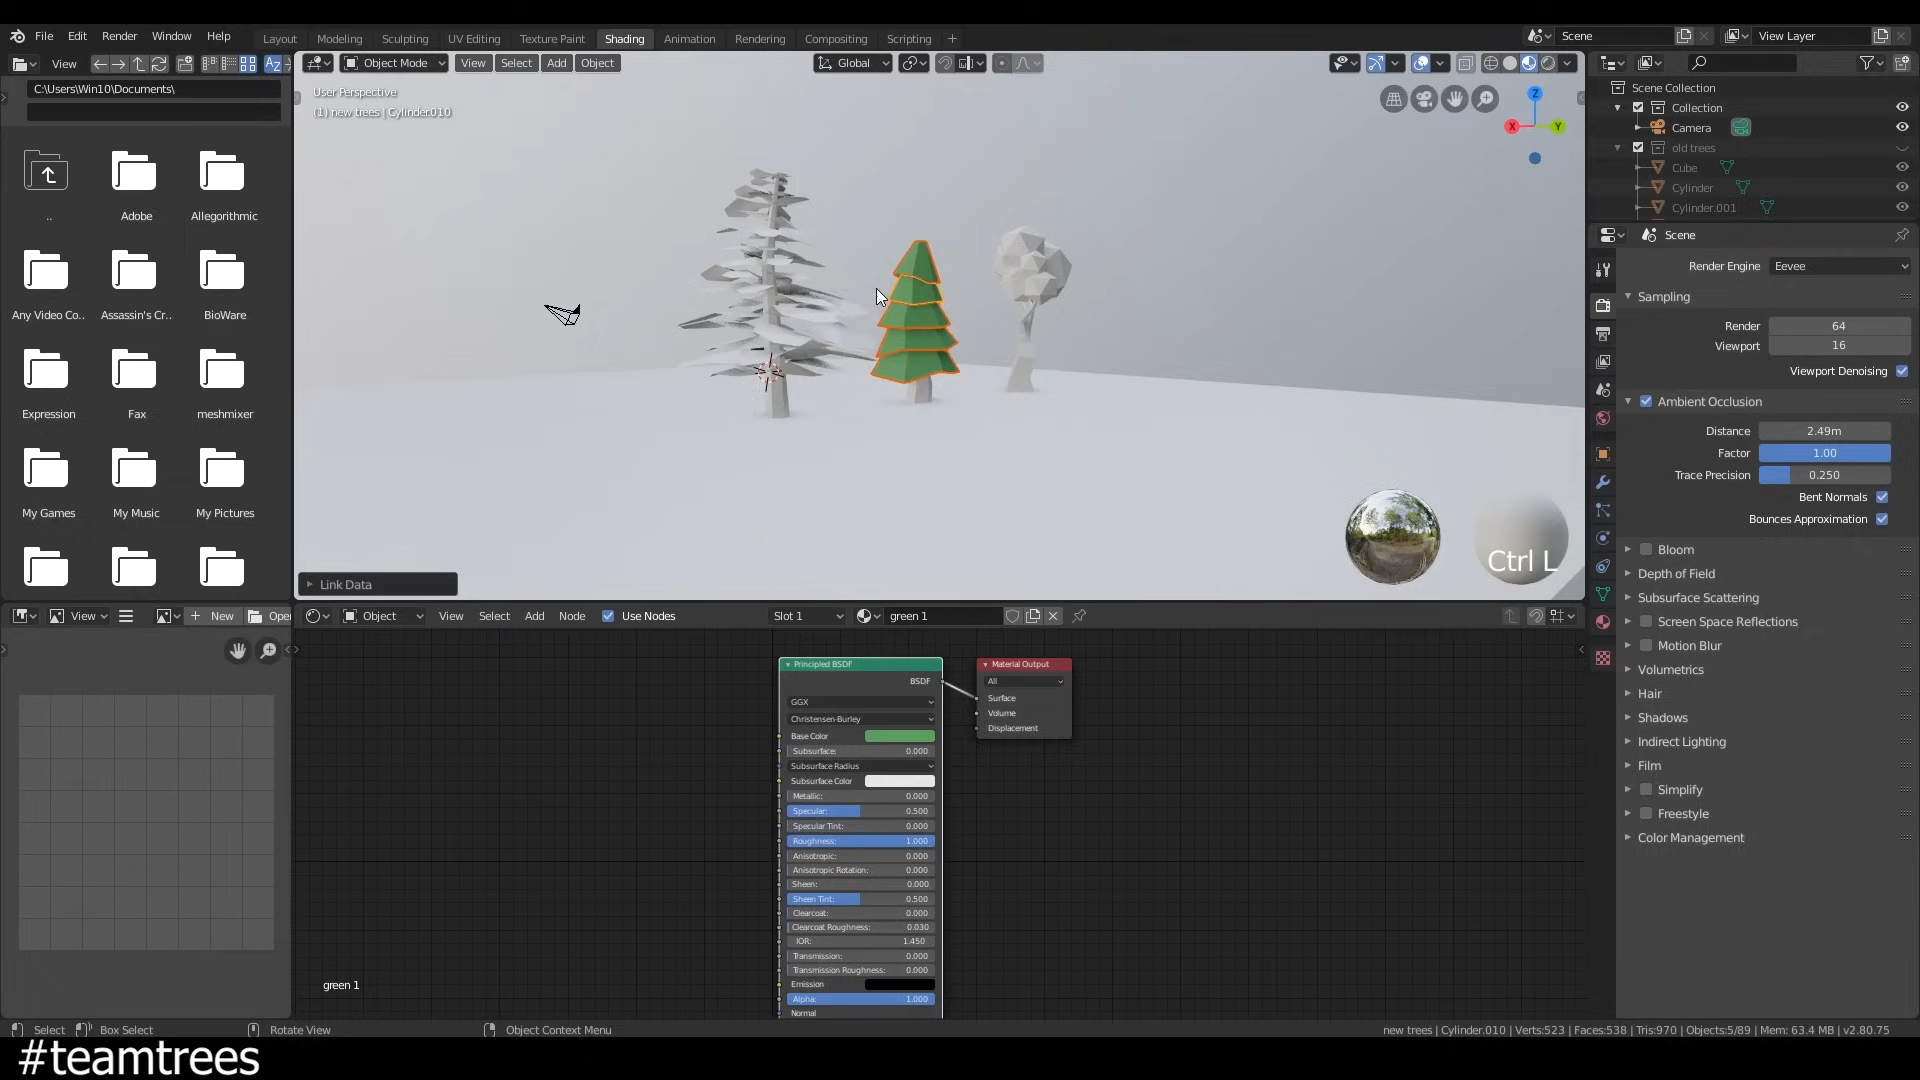 File Edit Render Window Help
Layout Modeling Sculpting UV Editing Texture Paint Shading Animation Rendering Compositing Scripting +
Scene
View Layer
View
C:\Users\Win10\Documents\
..
Adobe
Allegorithmic
Any Video Co..
Assassin's Cr..
BioWare
Expression
Fax
meshmixer
My Games
My Music
My Pictures
Object Mode View Select Add Object
Global
User Perspective
(1) new trees | Cylinder.010
Z
X
Y
Ctrl L
Link Data
Scene Collection
Collection
Camera
old trees
Cube
Cylinder
Cylinder.001
Scene
Render Engine Eevee
Sampling
Render 64
Viewport 16
Viewport Denoising
Ambient Occlusion
Distance 2.49m
Factor 1.00
Trace Precision 0.250
Bent Normals
Bounces Approximation
Bloom
Depth of Field
Subsurface Scattering
Screen Space Reflections
Motion Blur
Volumetrics
Hair
Shadows
Indirect Lighting
Film
Simplify
Freestyle
Color Management
View
New
Open
Object View Select Add Node Use Nodes
Slot 1
green 1
Principled BSDF
BSDF
GGX
Christensen-Burley
Base Color
Subsurface: 0.000
Subsurface Radius
Subsurface Color
Metallic: 0.000
Specular: 0.500
Specular Tint: 0.000
Roughness: 1.000
Anisotropic: 0.000
Anisotropic Rotation: 0.000
Sheen: 0.000
Sheen Tint: 0.500
Clearcoat: 0.000
Clearcoat Roughness: 0.030
IOR: 1.450
Transmission: 0.000
Transmission Roughness: 0.000
Emission
Alpha: 1.000
Normal
Material Output
All
Surface
Volume
Displacement
green 1
Select Box Select Rotate View Object Context Menu
new trees | Cylinder.010 | Verts:523 | Faces:538 | Tris:970 | Objects:5/89 | Mem: 63.4 MB | v2.80.75
#teamtrees